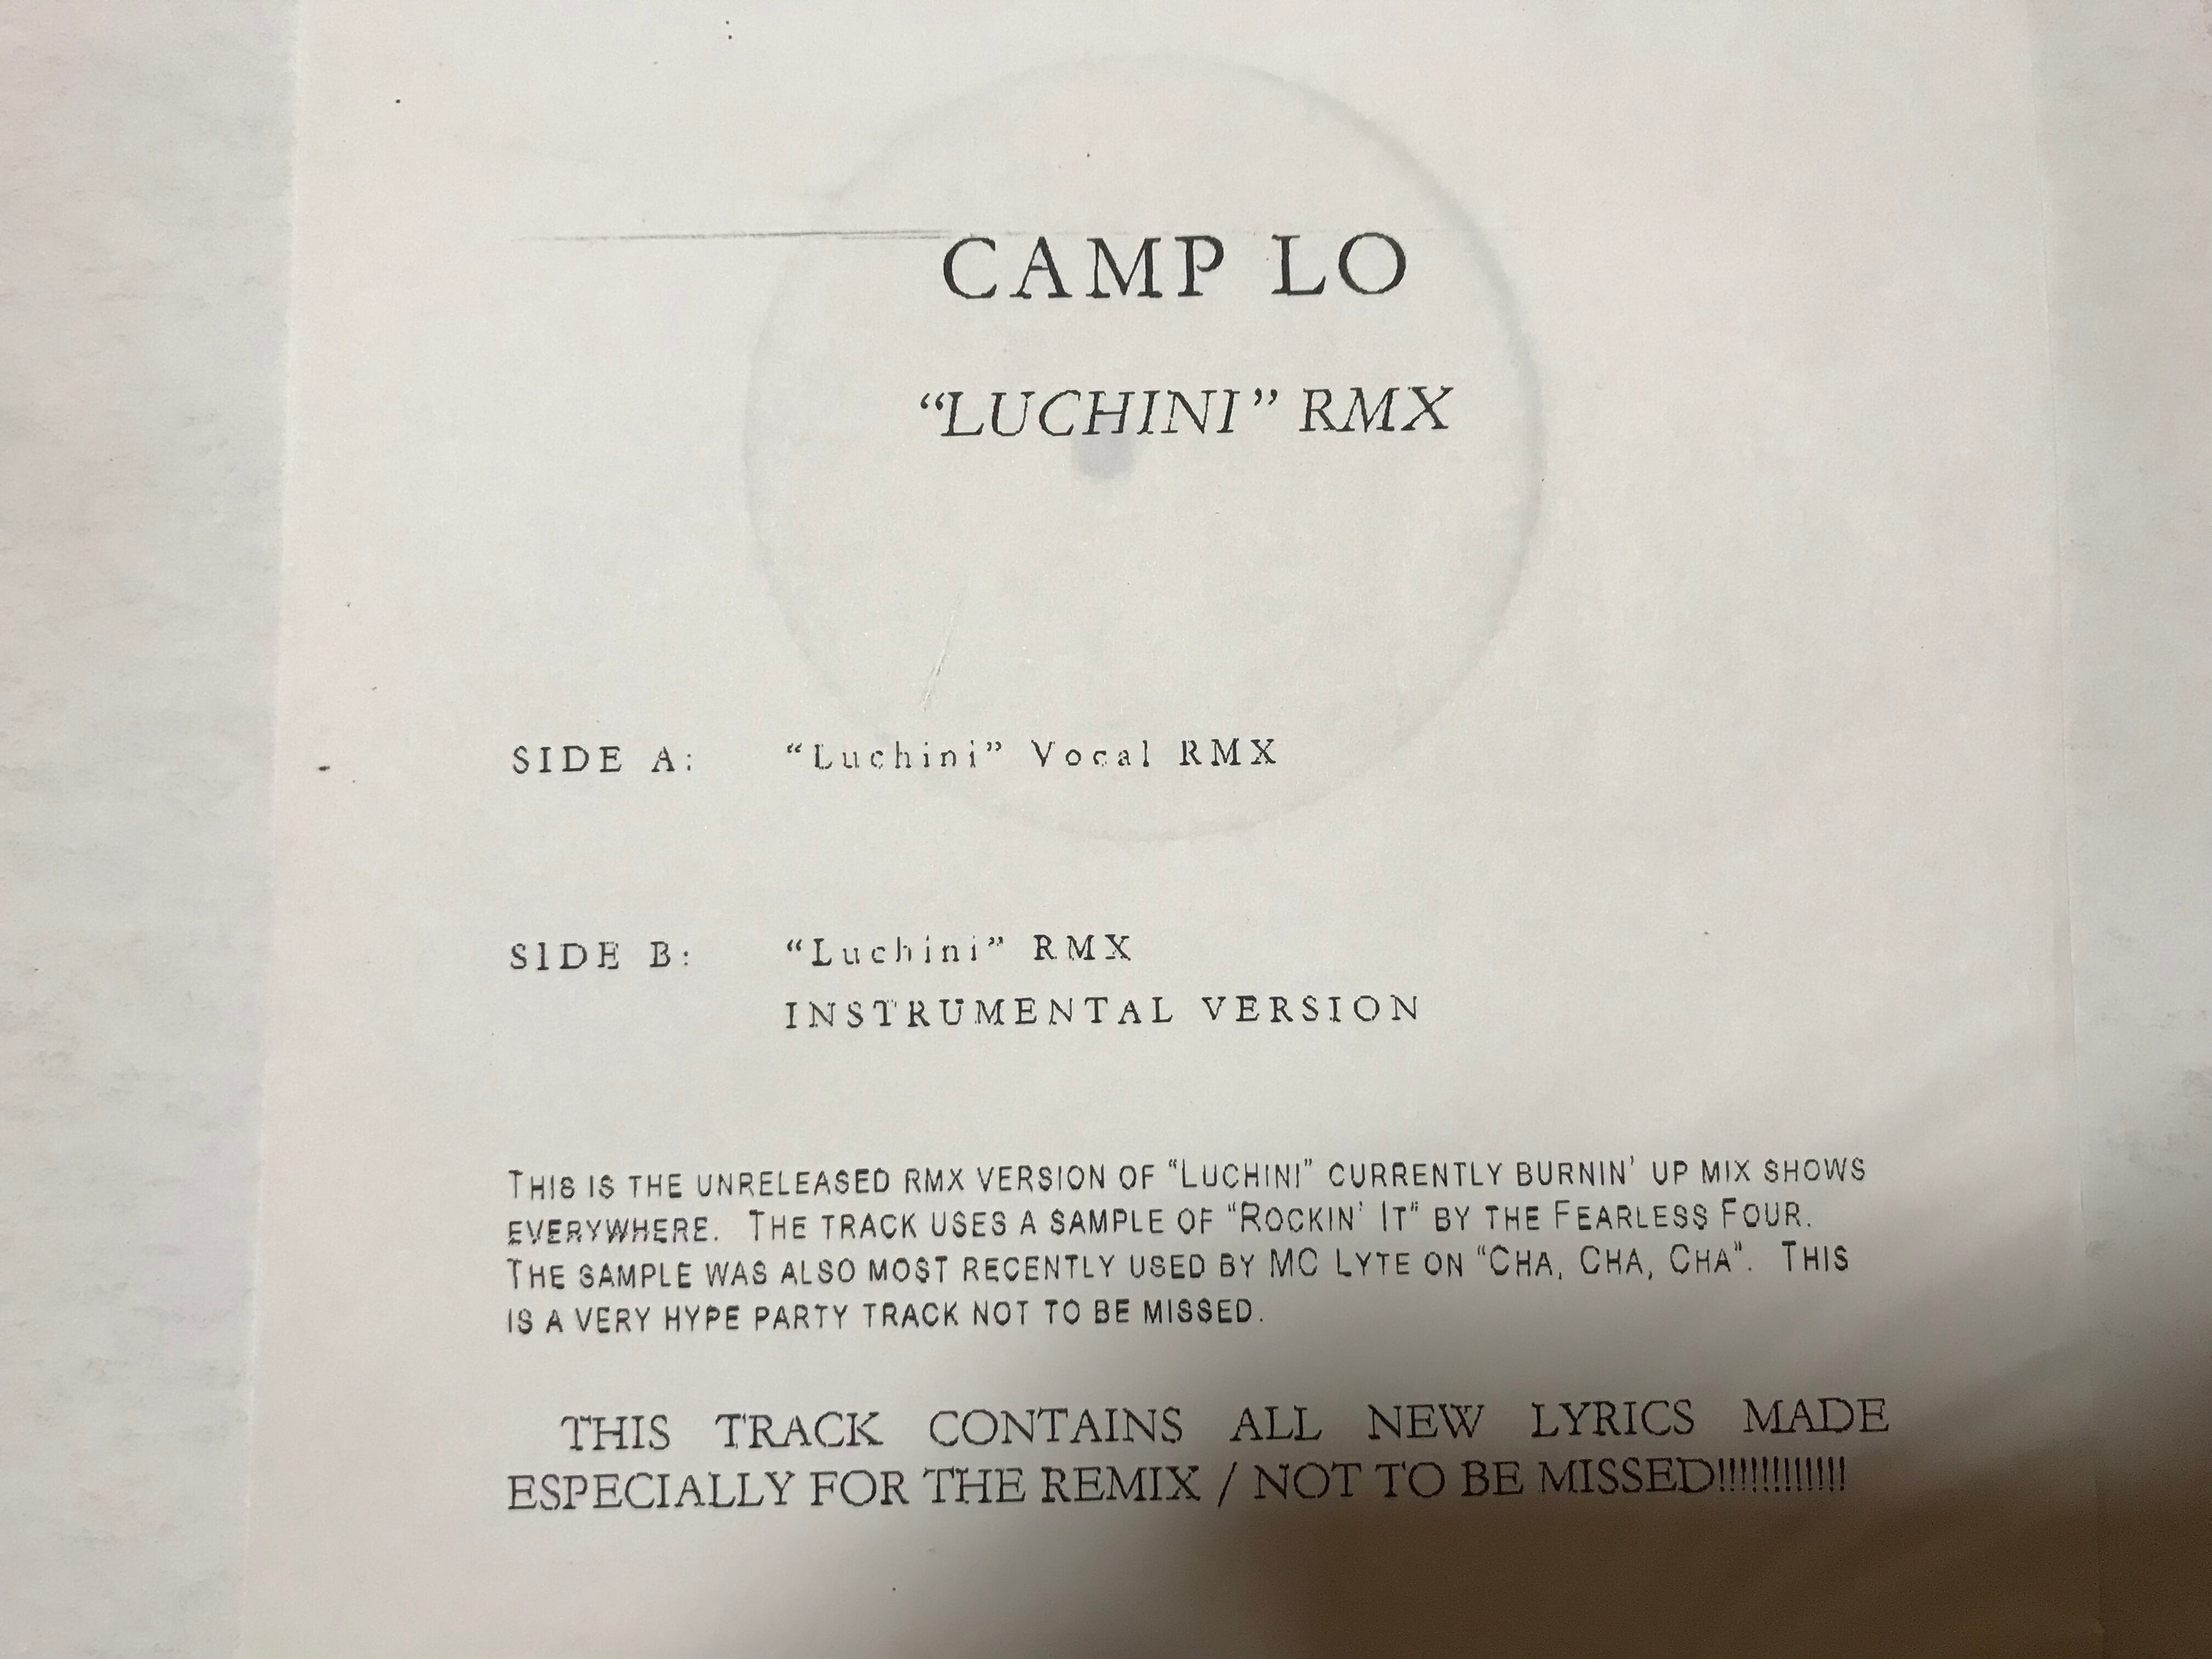 CAMP LO
“LUCHINI” RMX
SIDE A: “Luchini” Vocal RMX
SIDE B: “Luchini” RMX
INSTRUMENTAL VERSION
THIS IS THE UNRELEASED RMX VERSION OF “LUCHINI” CURRENTLY BURNIN’ UP MIX SHOWS
EVERYWHERE. THE TRACK USES A SAMPLE OF “ROCKIN’ IT” BY THE FEARLESS FOUR.
THE SAMPLE WAS ALSO MOST RECENTLY USED BY MC LYTE ON “CHA, CHA, CHA”. THIS
IS A VERY HYPE PARTY TRACK NOT TO BE MISSED.
THIS TRACK CONTAINS ALL NEW LYRICS MADE
ESPECIALLY FOR THE REMIX / NOT TO BE MISSED!!!!!!!!!!!!!